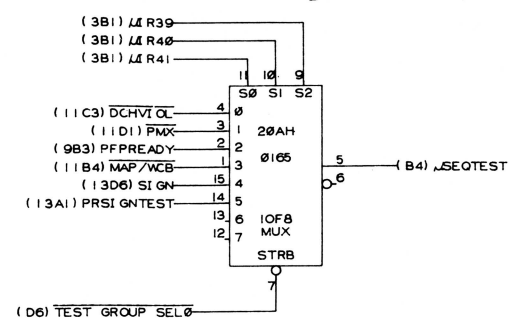 (3B1) μIR39
(3B1) μIR40
(3B1) μIR41
11 10 9
S0 S1 S2
(11C3) DCHVIOL 4 0
(11D1) PMX 3 1 20AH
(9B3) PFPREADY 2 2 0165
(11B4) MAP/WCB 1 3 5 (B4) μSEQTEST
(13D6) SIGN 15 4 6
(13A1) PRSIGNTEST 14 5
13 6 1OF8
12 7 MUX
STRB
7
(D6) TEST GROUP SEL0